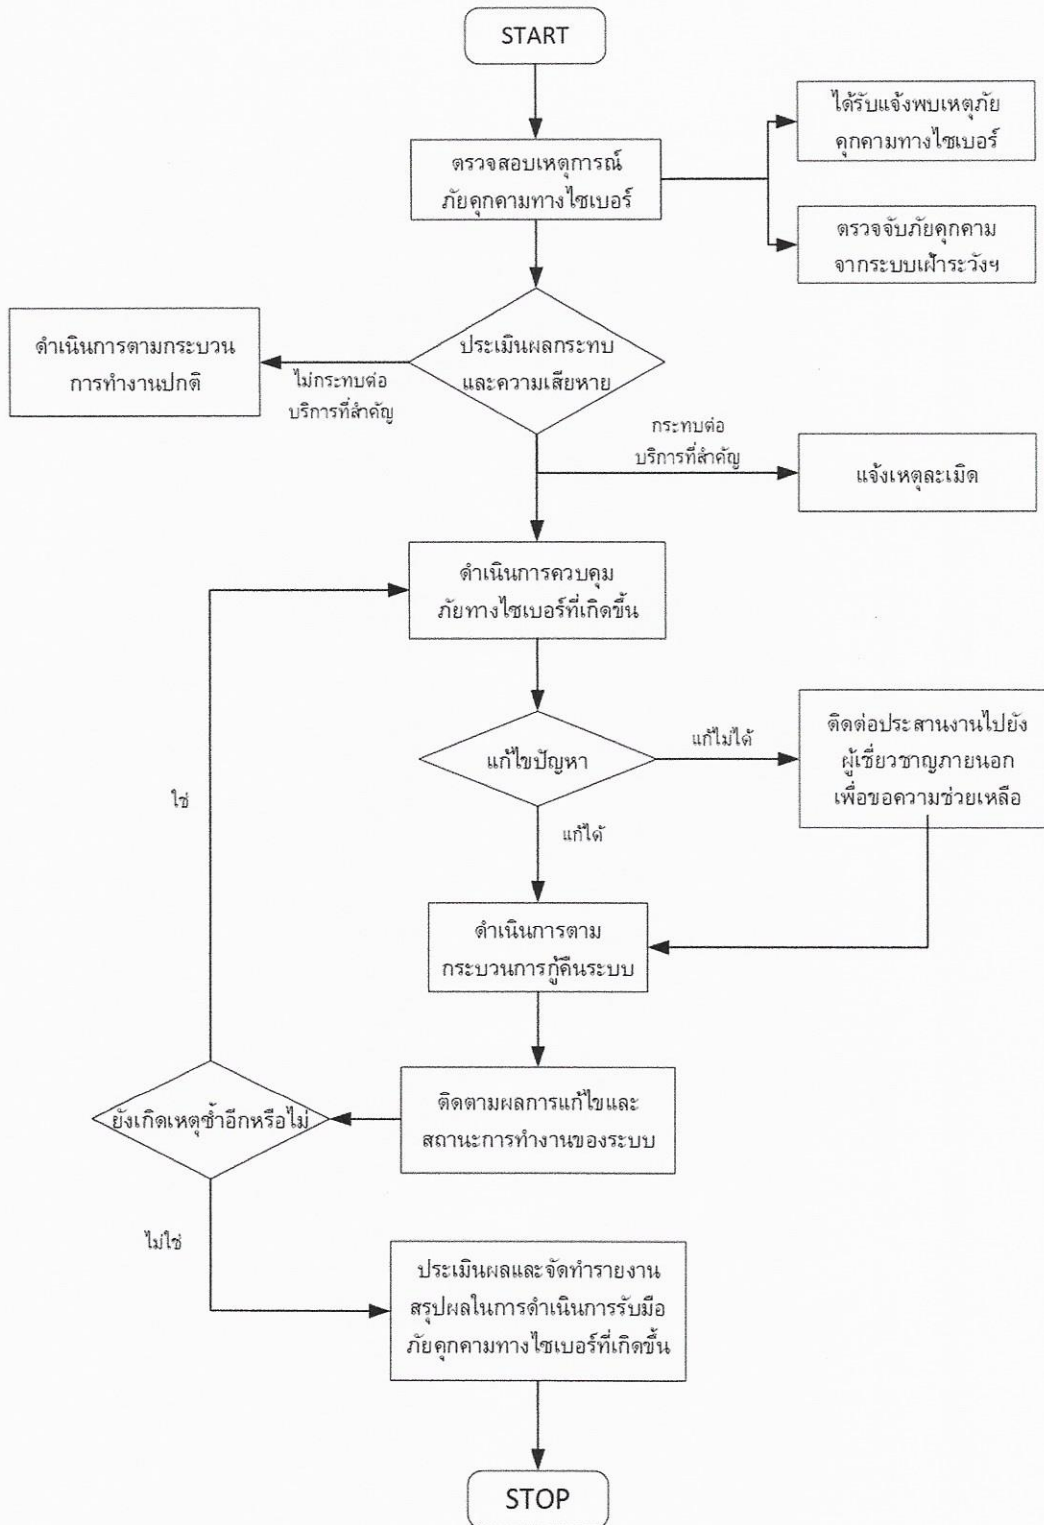 START
ได้รับแจ้งพบเหตุภัย
คุกคามทางไซเบอร์
ตรวจสอบเหตุการณ์
ภัยคุกคามทางไซเบอร์
ตรวจจับภัยคุกคาม
จากระบบเฝ้าระวังฯ
ประเมินผลกระทบ
และความเสียหาย
ดำเนินการตามกระบวน
การทำงานปกติ
ไม่กระทบต่อ
บริการที่สำคัญ
กระทบต่อ
บริการที่สำคัญ
แจ้งเหตุละเมิด
ดำเนินการควบคุม
ภัยทางไซเบอร์ที่เกิดขึ้น
แก้ไขปัญหา
แก้ไม่ได้
ติดต่อประสานงานไปยัง
ผู้เชี่ยวชาญภายนอก
เพื่อขอความช่วยเหลือ
ใช่
แก้ได้
ดำเนินการตาม
กระบวนการกู้คืนระบบ
ติดตามผลการแก้ไขและ
สถานะการทำงานของระบบ
ยังเกิดเหตุซ้ำอีกหรือไม่
ไม่ใช่
ประเมินผลและจัดทำรายงาน
สรุปผลในการดำเนินการรับมือ
ภัยคุกคามทางไซเบอร์ที่เกิดขึ้น
STOP